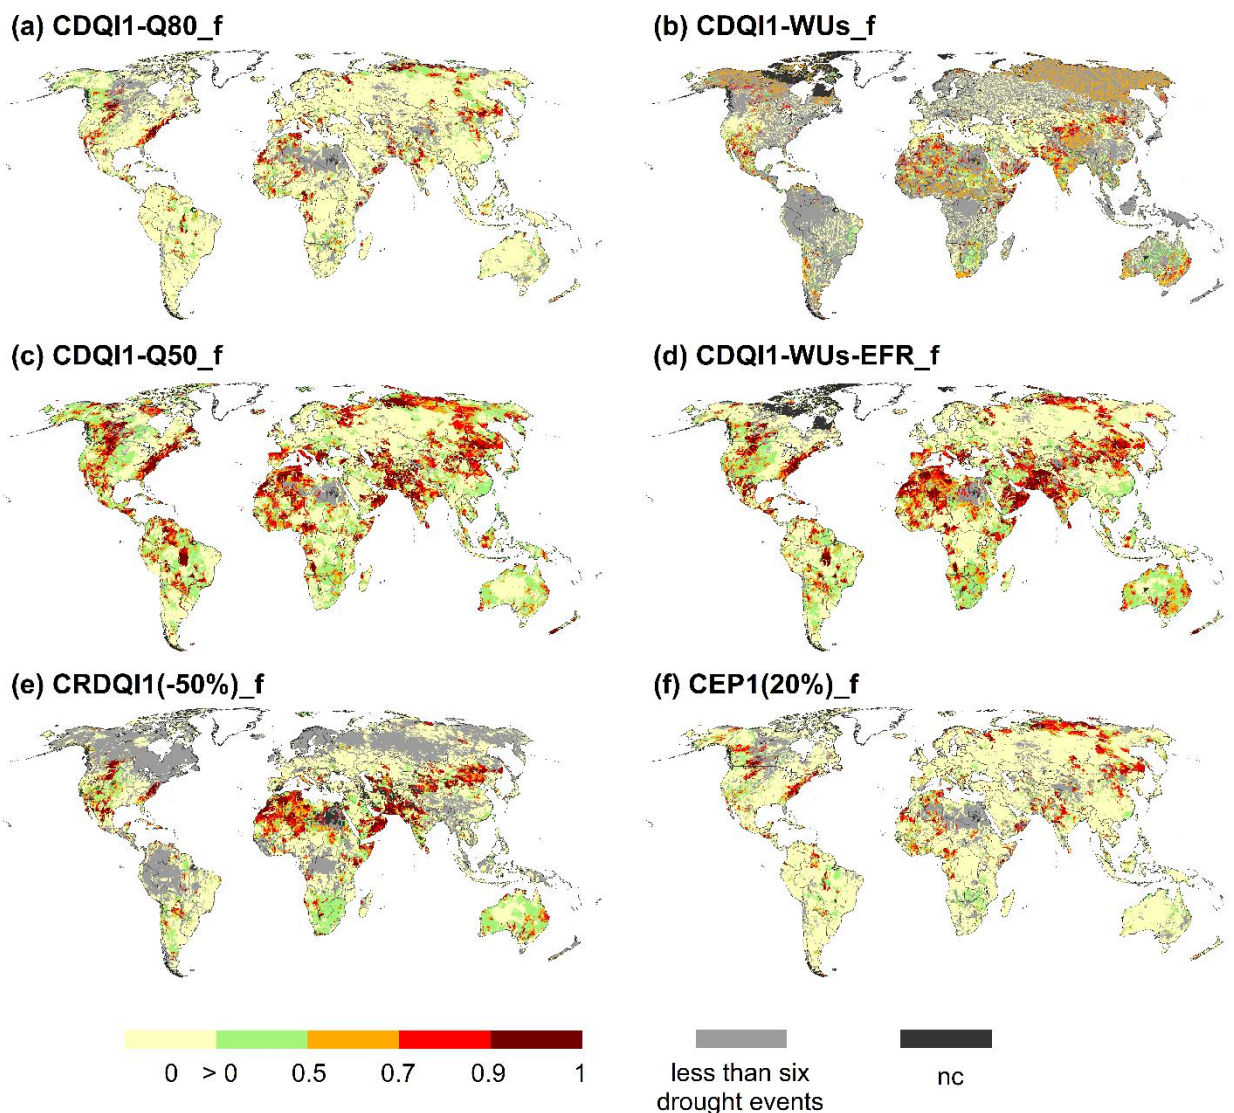 (a) CDQI1-Q80_f
(b) CDQI1-WUs_f
(c) CDQI1-Q50_f
(d) CDQI1-WUs-EFR_f
(e) CRDQI1(-50%)_f
(f) CEP1(20%)_f
0 > 0 0.5 0.7 0.9 1
less than six
drought events
nc